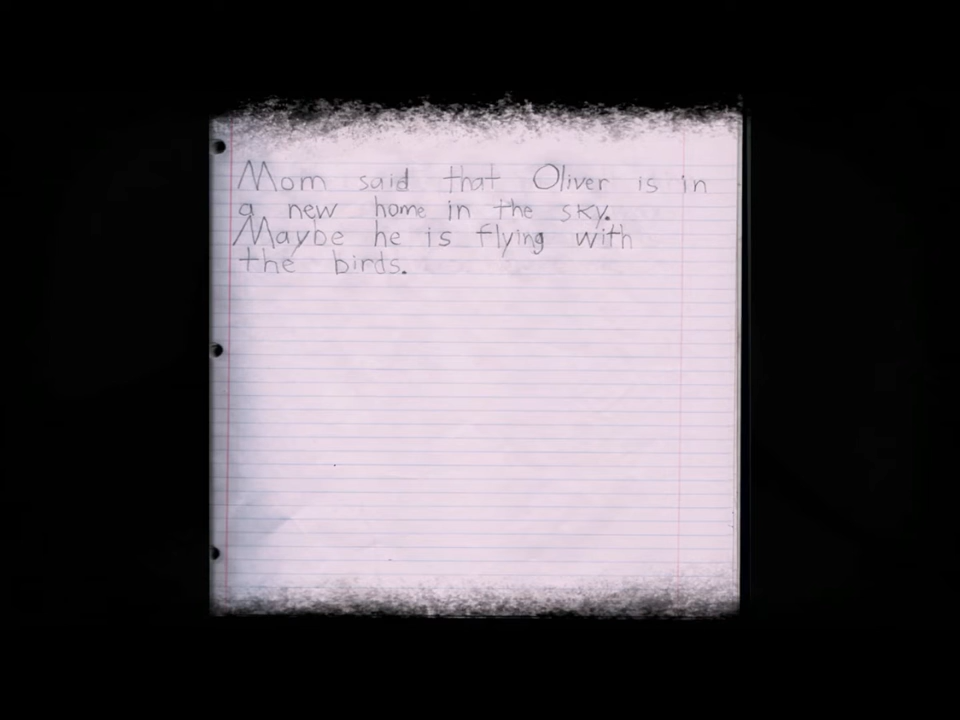 Mom said that Oliver is in
a new home in the sky.
Maybe he is flying with
the birds.